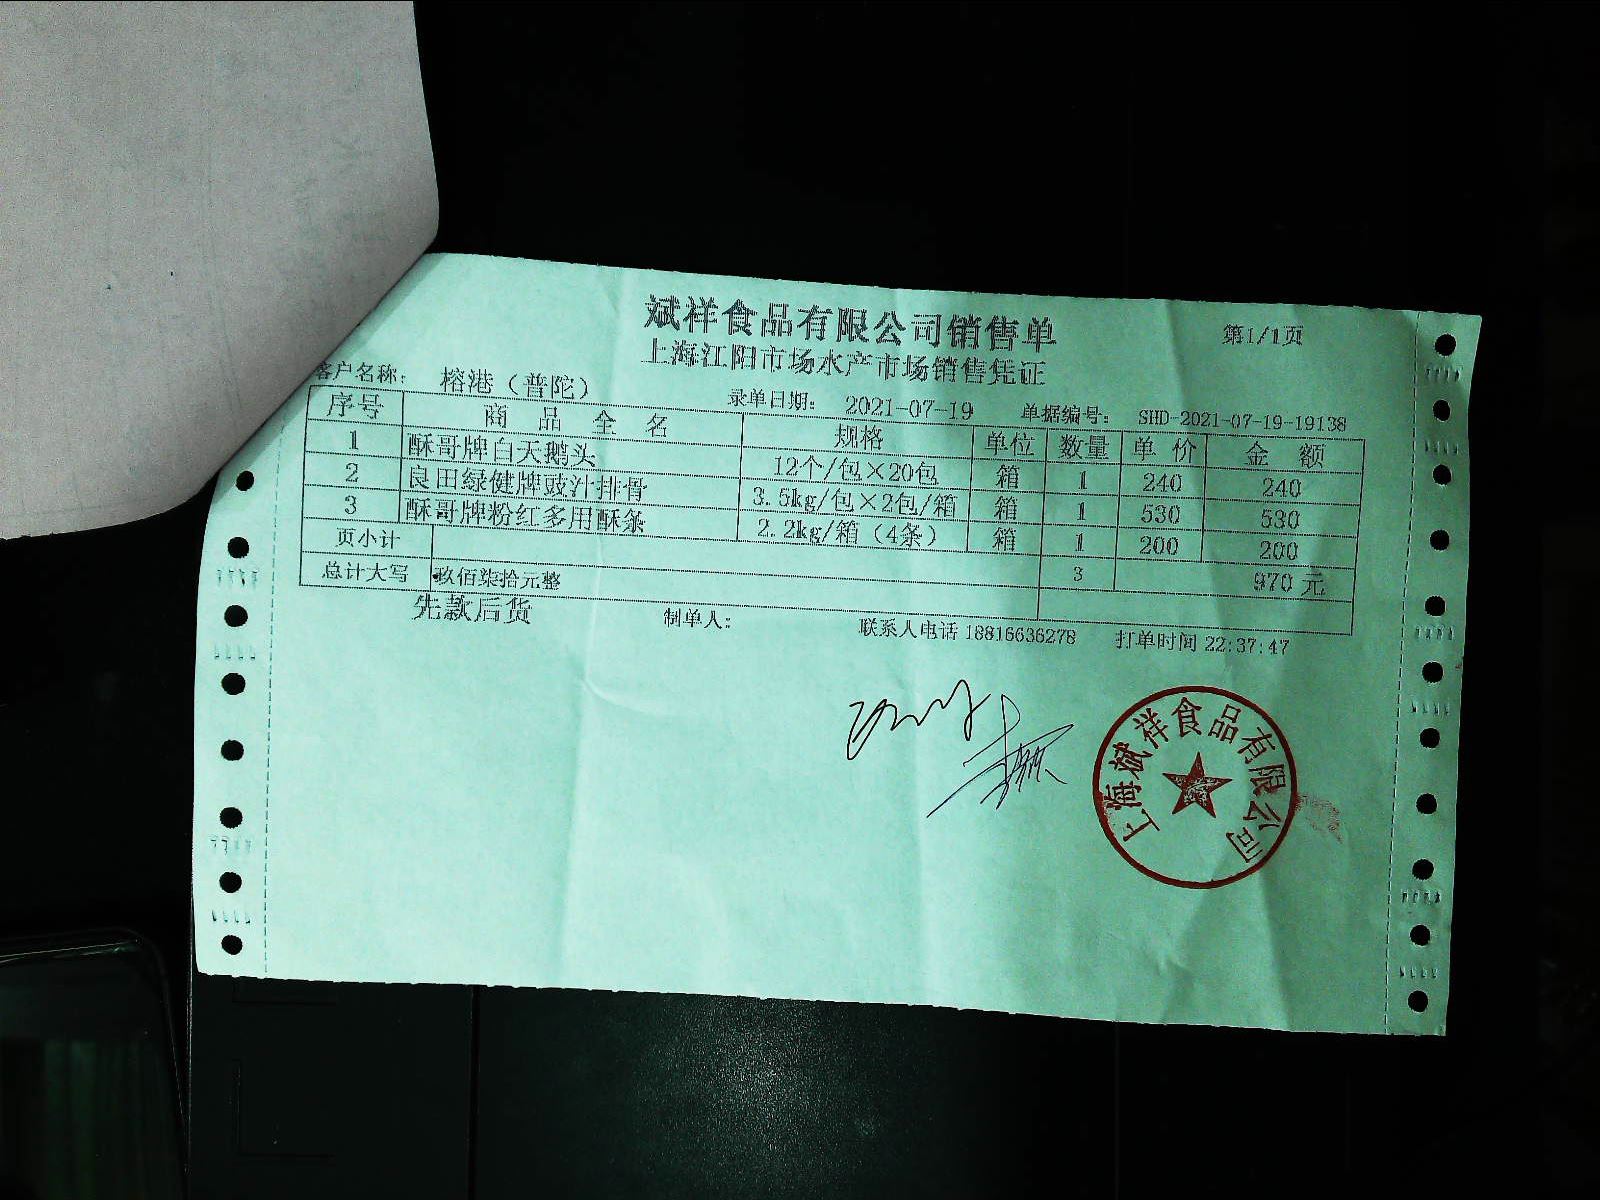 斌祥食品有限公司销售单
第1/1页
上海江阳市场水产市场销售凭证
客户名称： 榕港（普陀） 录单日期： 2021-07-19 单据编号： SHD-2021-07-19-19138
序号 商品全名 规格 单位 数量 单价 金额
1 酥哥牌白天鹅头 12个/包×20包 箱 1 240 240
2 良田绿健牌豉汁排骨 3.5kg/包×2包/箱 箱 1 530 530
3 酥哥牌粉红多用酥条 2.2kg/箱（4条） 箱 1 200 200
页小计 3 970 元
总计大写 玖佰柒拾元整
先款后货 制单人： 联系人电话 18816636278 打单时间 22:37:47
上海斌祥食品有限公司